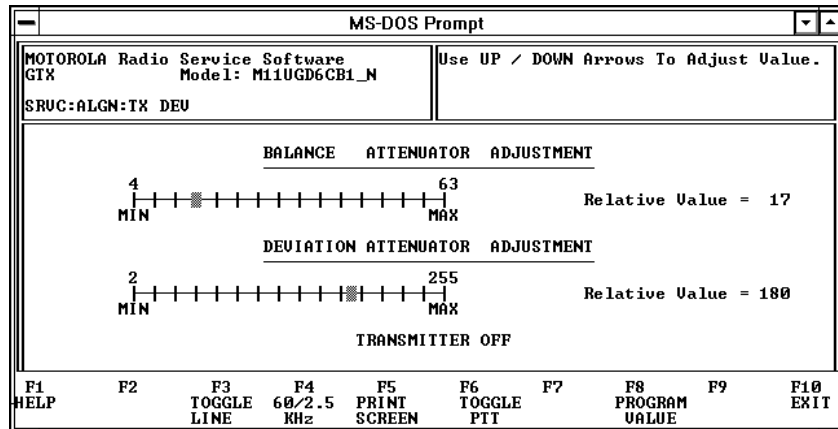 MS-DOS Prompt
MOTOROLA Radio Service Software
GTX Model: M11UGD6CB1_N
SRVC:ALGN:TX DEV
Use UP / DOWN Arrows To Adjust Value.
BALANCE ATTENUATOR ADJUSTMENT
4 63
MIN MAX
Relative Value = 17
DEVIATION ATTENUATOR ADJUSTMENT
2 255
MIN MAX
Relative Value = 180
TRANSMITTER OFF
F1 F2 F3 F4 F5 F6 F7 F8 F9 F10
HELP TOGGLE 60/2.5 PRINT TOGGLE PROGRAM EXIT
LINE KHz SCREEN PTT VALUE